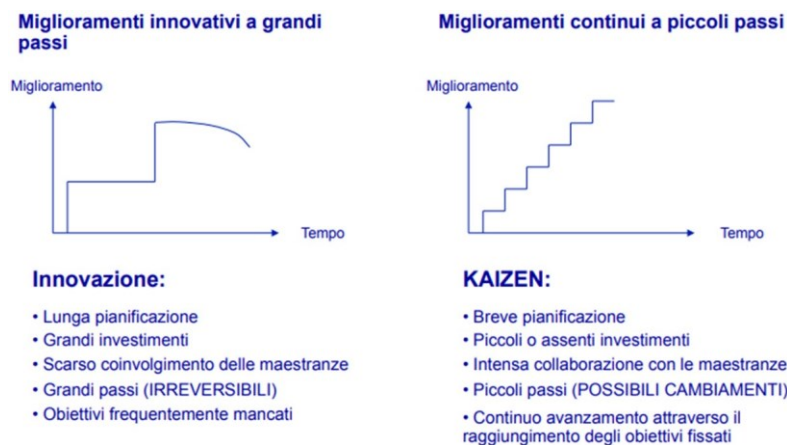 Miglioramenti innovativi a grandi
passi
Miglioramento
Tempo
Innovazione:
• Lunga pianificazione
• Grandi investimenti
• Scarso coinvolgimento delle maestranze
• Grandi passi (IRREVERSIBILI)
• Obiettivi frequentemente mancati
Miglioramenti continui a piccoli passi
Miglioramento
Tempo
KAIZEN:
• Breve pianificazione
• Piccoli o assenti investimenti
• Intensa collaborazione con le maestranze
• Piccoli passi (POSSIBILI CAMBIAMENTI)
• Continuo avanzamento attraverso il
raggiungimento degli obiettivi fissati